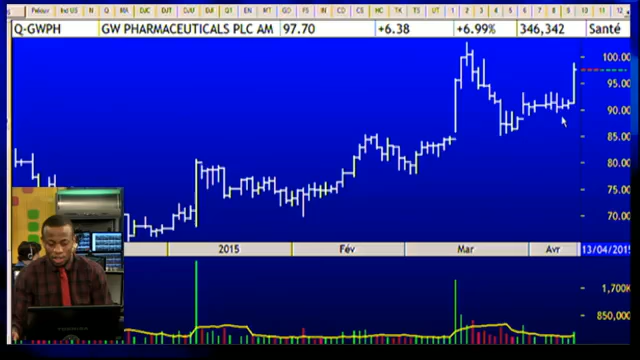 Q-GWPH GW PHARMACEUTICALS PLC AM 97.70 +6.38 +6.99% 346,342 Santé
100.00
95.00
90.00
85.00
80.00
75.00
70.00
2015 Fév Mar Avr 13/04/2015
1,700K
850,000